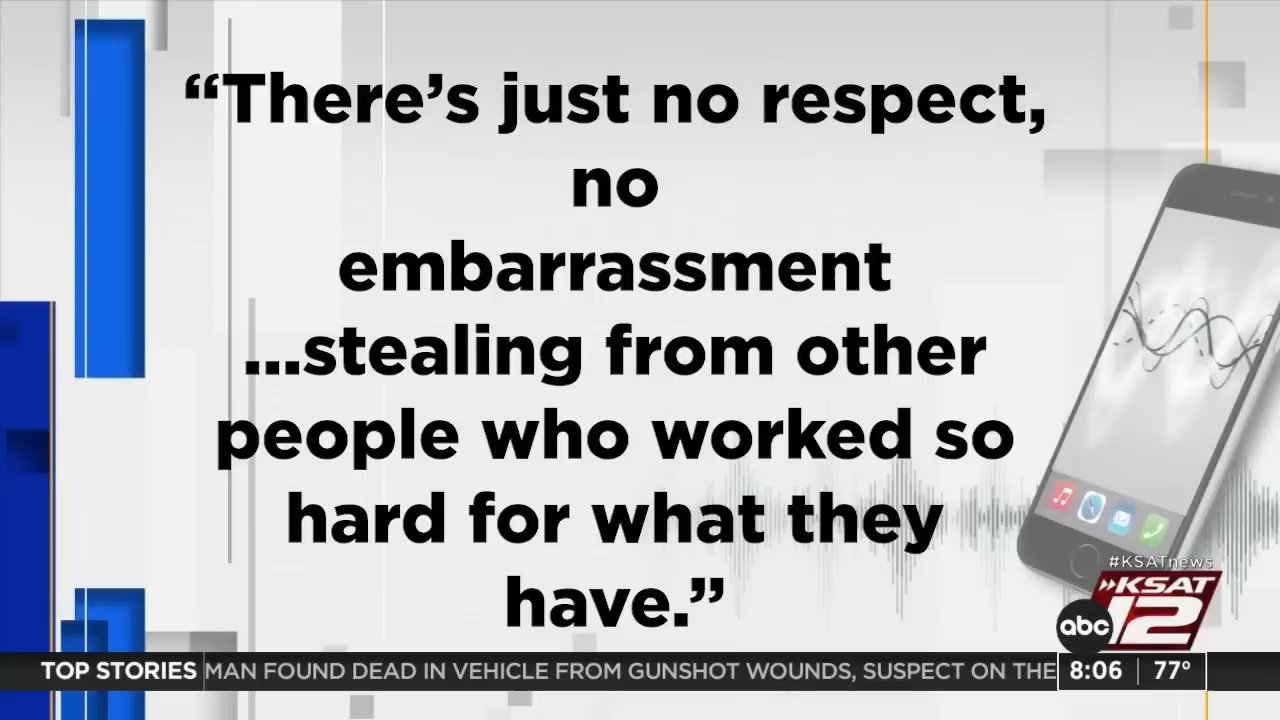 “There’s just no respect,
no
embarrassment
...stealing from other
people who worked so
hard for what they
have.”
#KSATnews
KSAT
abc 12
TOP STORIES MAN FOUND DEAD IN VEHICLE FROM GUNSHOT WOUNDS, SUSPECT ON THE 8:06 77°